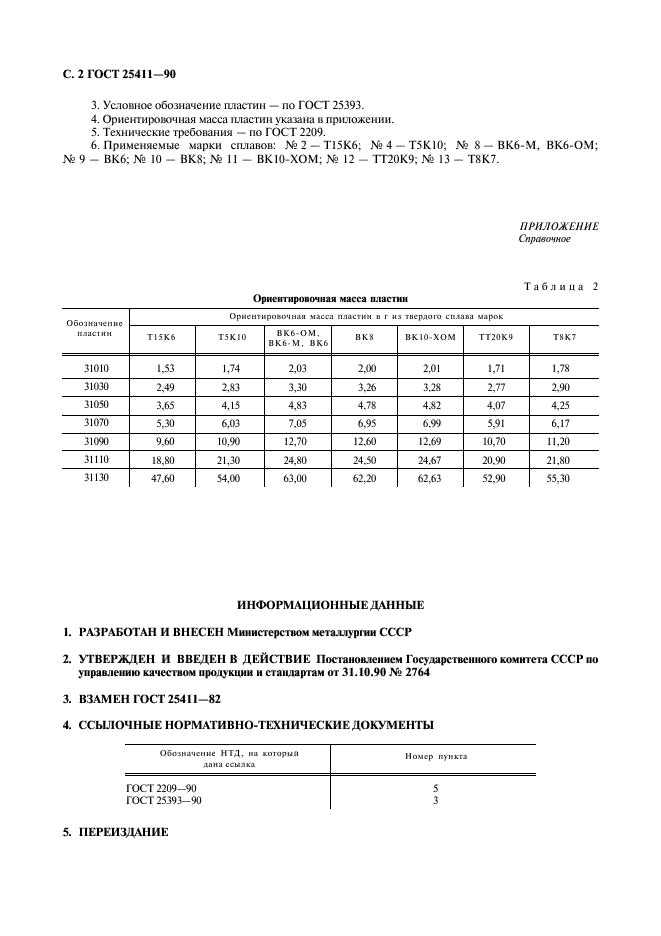 С. 2 ГОСТ 25411—90
3. Условное обозначение пластин — по ГОСТ 25393.
4. Ориентировочная масса пластин указана в приложении.
5. Технические требования — по ГОСТ 2209.
6. Применяемые марки сплавов: № 2 — Т15К6; № 4 — Т5К10; № 8 — ВК6-М, ВК6-ОМ;
№ 9 — ВК6; № 10 — ВК8; № 11 — ВК10-ХОМ; № 12 — ТТ20К9; № 13 — Т8К7.
ПРИЛОЖЕНИЕ
Справочное
Таблица 2
Ориентировочная масса пластин
Обозначение пластин
Ориентировочная масса пластин в г из твердого сплава марок
Т15К6 Т5К10 ВК6-ОМ, ВК6-М, ВК6 ВК8 ВК10-ХОМ ТТ20К9 Т8К7
31010 1,53 1,74 2,03 2,00 2,01 1,71 1,78
31030 2,49 2,83 3,30 3,26 3,28 2,77 2,90
31050 3,65 4,15 4,83 4,78 4,82 4,07 4,25
31070 5,30 6,03 7,05 6,95 6,99 5,91 6,17
31090 9,60 10,90 12,70 12,60 12,69 10,70 11,20
31110 18,80 21,30 24,80 24,50 24,67 20,90 21,80
31130 47,60 54,00 63,00 62,20 62,63 52,90 55,30
ИНФОРМАЦИОННЫЕ ДАННЫЕ
1. РАЗРАБОТАН И ВНЕСЕН Министерством металлургии СССР
2. УТВЕРЖДЕН И ВВЕДЕН В ДЕЙСТВИЕ Постановлением Государственного комитета СССР по
управлению качеством продукции и стандартам от 31.10.90 № 2764
3. ВЗАМЕН ГОСТ 25411—82
4. ССЫЛОЧНЫЕ НОРМАТИВНО-ТЕХНИЧЕСКИЕ ДОКУМЕНТЫ
Обозначение НТД, на который
дана ссылка
Номер пункта
ГОСТ 2209—90 5
ГОСТ 25393—90 3
5. ПЕРЕИЗДАНИЕ